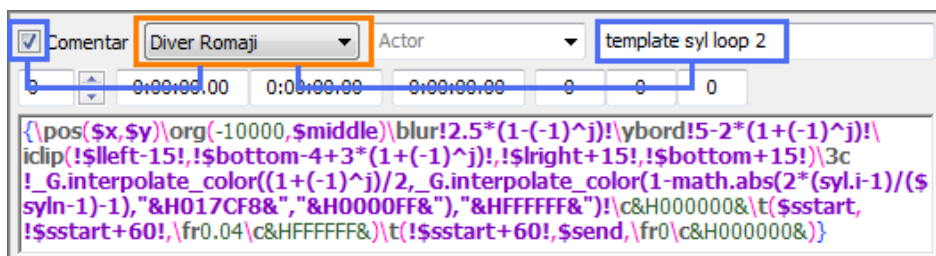 Comentar Diver Romaji Actor template syl loop 2
0 0:00:00.00 0:00:00.00 0:00:00.00 0 0 0
{\pos($x,$y)\org(-10000,$middle)\blur!2.5*(1-(-1)^j)!\ybord!5-2*(1+(-1)^j)!\
iclip(!$lleft-15!,!$bottom-4+3*(1+(-1)^j)!,!$lright+15!,!$bottom+15!)\3c
!_G.interpolate_color((1+(-1)^j)/2,_G.interpolate_color(1-math.abs(2*(syl.i-1)/($
syln-1)-1),"&H017CF8&","&H0000FF&"),"&HFFFFFF&")!\c&H000000&\t($sstart,
!$sstart+60!,\fr0.04\c&HFFFFFF&)\t(!$sstart+60!,$send,\fr0\c&H000000&)}